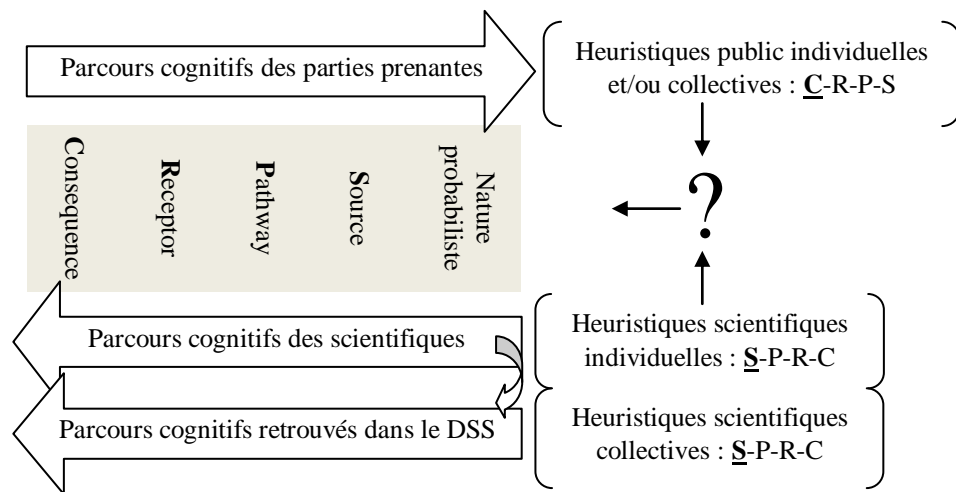 Parcours cognitifs des parties prenantes
Heuristiques public individuelles
et/ou collectives : C-R-P-S
Consequence
Receptor
Pathway
Source
Nature
probabiliste
?
Parcours cognitifs des scientifiques
Heuristiques scientifiques
individuelles : S-P-R-C
Parcours cognitifs retrouvés dans le DSS
Heuristiques scientifiques
collectives : S-P-R-C